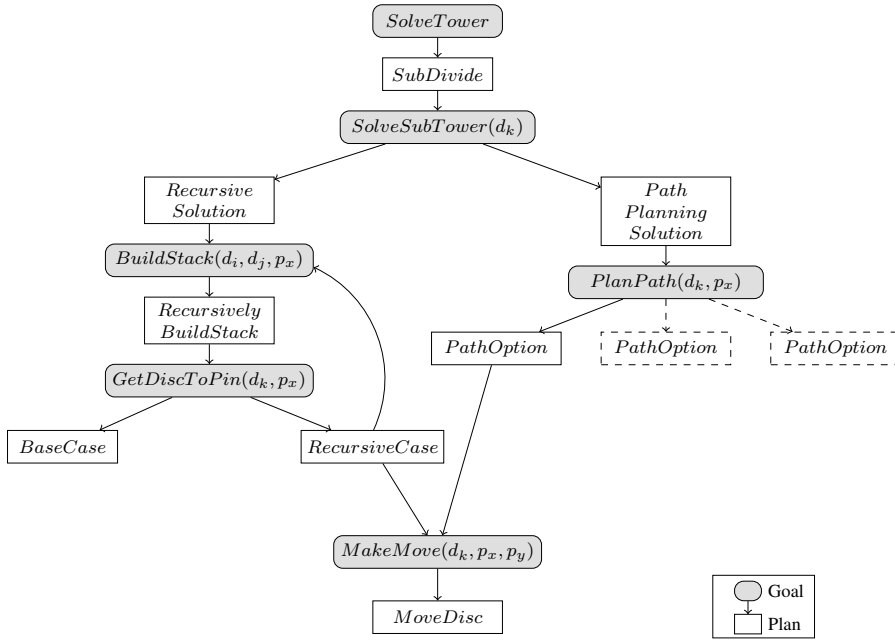 SolveTower
SubDivide
SolveSubTower(d_k)
Recursive
Solution
Path
Planning
Solution
BuildStack(d_i, d_j, p_x)
PlanPath(d_k, p_x)
Recursively
BuildStack
PathOption
PathOption
PathOption
GetDiscToPin(d_k, p_x)
BaseCase
RecursiveCase
MakeMove(d_k, p_x, p_y)
MoveDisc
Goal
Plan